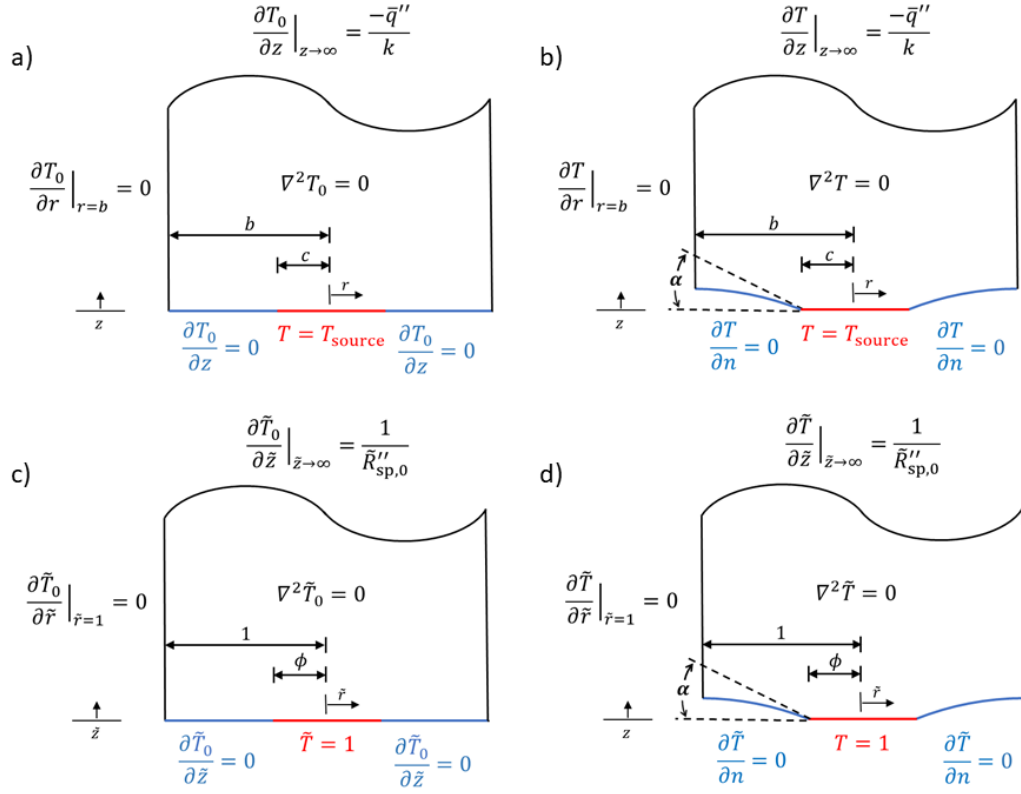 a)
∂T₀/∂z |z→∞ = −q̄′′/k
∂T₀/∂r |r=b = 0
∇²T₀ = 0
b
c
r
z
∂T₀/∂z = 0
T = Tsource
∂T₀/∂z = 0
b)
∂T/∂z |z→∞ = −q̄′′/k
∂T/∂r |r=b = 0
∇²T = 0
b
c
α
r
z
∂T/∂n = 0
T = Tsource
∂T/∂n = 0
c)
∂T̃₀/∂z̃ |z̃→∞ = 1/R̃′′sp,0
∂T̃₀/∂r̃ |r̃=1 = 0
∇²T̃₀ = 0
1
ϕ
r̃
z̃
∂T̃₀/∂z̃ = 0
T̃ = 1
∂T̃₀/∂z̃ = 0
d)
∂T̃/∂z̃ |z̃→∞ = 1/R̃′′sp,0
∂T̃/∂r̃ |r̃=1 = 0
∇²T̃ = 0
1
ϕ
α
r̃
z
∂T̃/∂n = 0
T = 1
∂T̃/∂n = 0